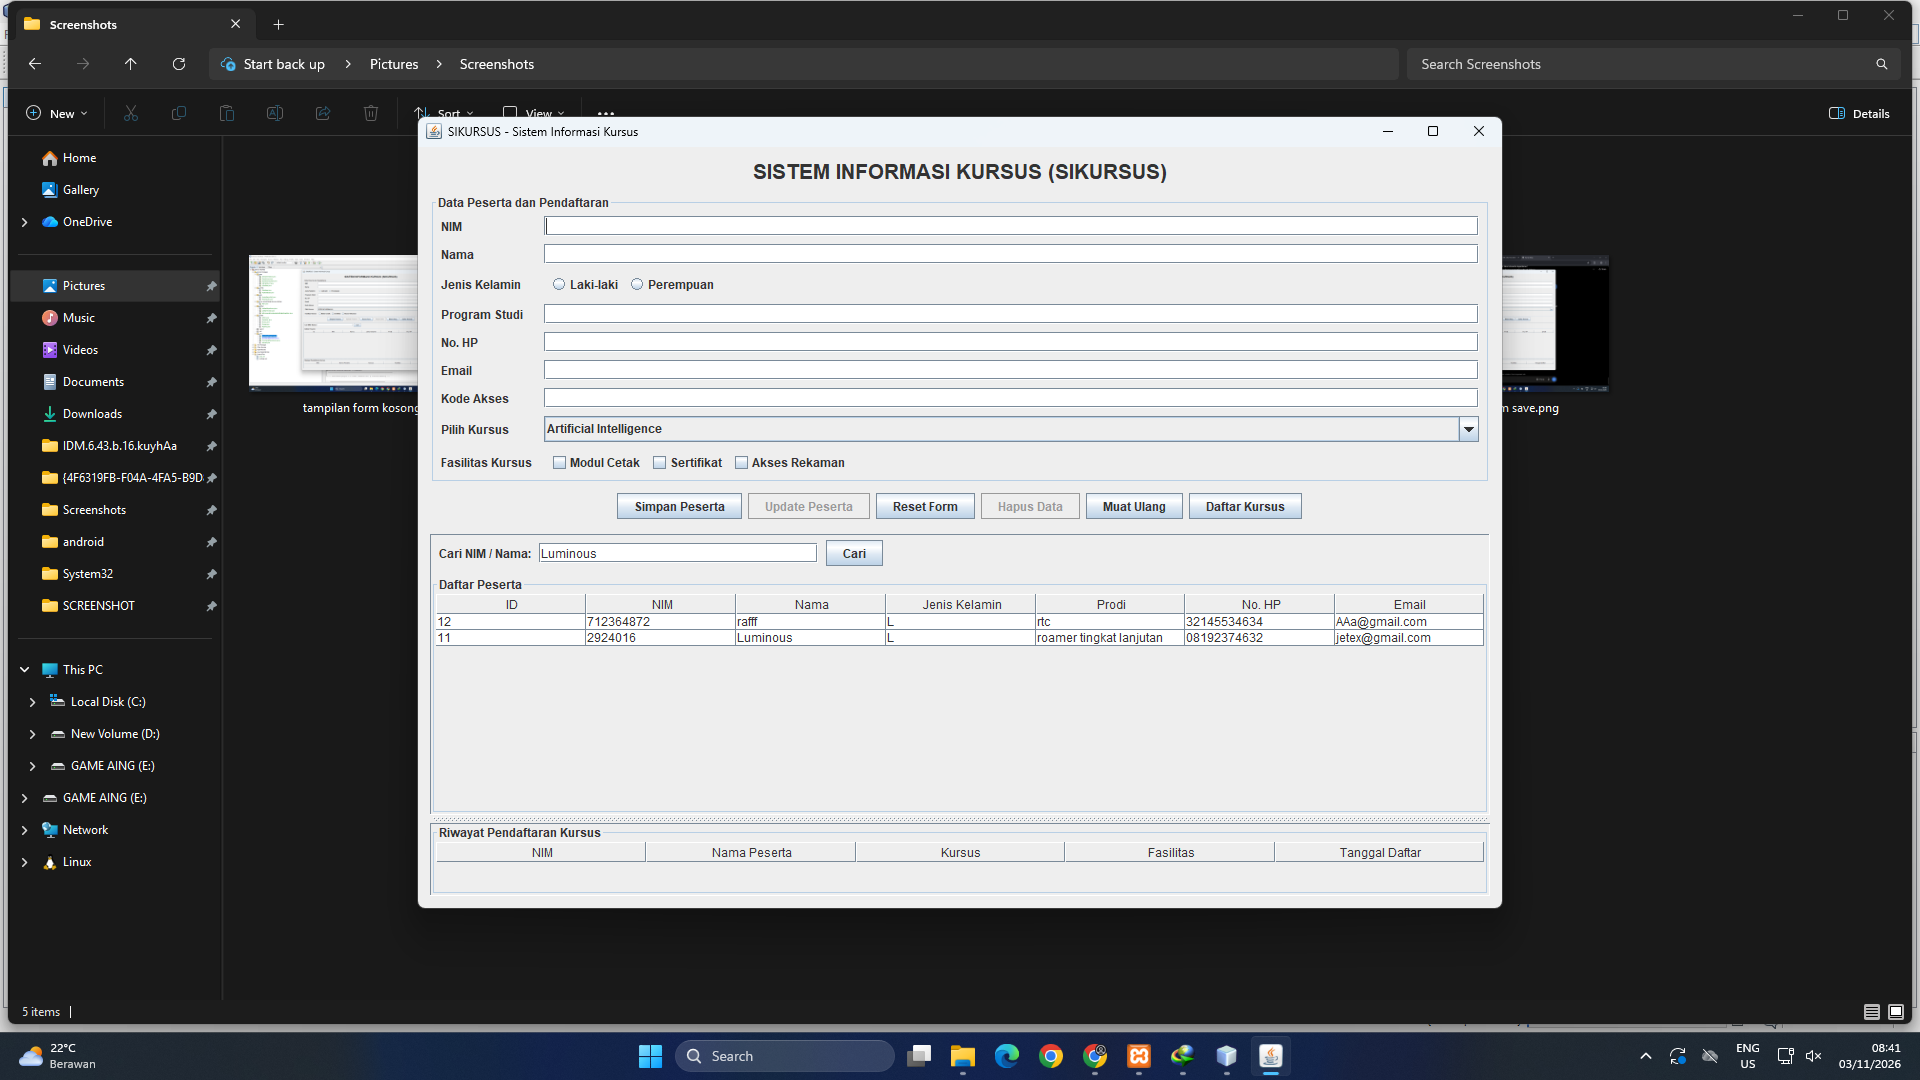 Screenshots
Start back up > Pictures > Screenshots
Search Screenshots
New
Sort
View
Details
Home
Gallery
OneDrive
Pictures
Music
Videos
Documents
Downloads
IDM.6.43.b.16.kuyhAa
{4F6319FB-F04A-4FA5-B9D
Screenshots
android
System32
SCREENSHOT
This PC
Local Disk (C:)
New Volume (D:)
GAME AING (E:)
GAME AING (E:)
Network
Linux
tampilan form kosong
save.png
SIKURSUS - Sistem Informasi Kursus
SISTEM INFORMASI KURSUS (SIKURSUS)
Data Peserta dan Pendaftaran
NIM
Nama
Jenis Kelamin Laki-laki Perempuan
Program Studi
No. HP
Email
Kode Akses
Pilih Kursus Artificial Intelligence
Fasilitas Kursus Modul Cetak Sertifikat Akses Rekaman
Simpan Peserta Update Peserta Reset Form Hapus Data Muat Ulang Daftar Kursus
Cari NIM / Nama: Luminous Cari
Daftar Peserta
ID NIM Nama Jenis Kelamin Prodi No. HP Email
12 712364872 rafff L rtc 32145534634 AAa@gmail.com
11 2924016 Luminous L roamer tingkat lanjutan 08192374632 jetex@gmail.com
Riwayat Pendaftaran Kursus
NIM Nama Peserta Kursus Fasilitas Tanggal Daftar
5 items
22°C
Berawan
Search
ENG
US
08:41
03/11/2026